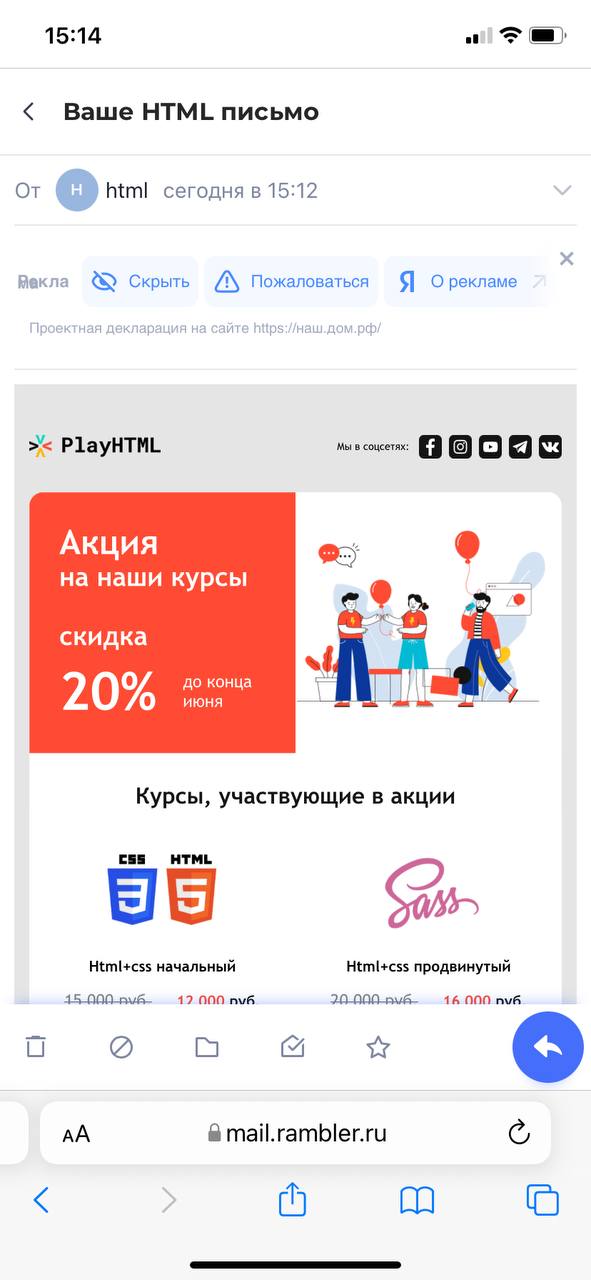 15:14
Ваше HTML письмо
От H html сегодня в 15:12
Скрыть Пожаловаться Я О рекламе
Проектная декларация на сайте https://наш.дом.рф/
PlayHTML
Мы в соцсетях:
Акция
на наши курсы
скидка
20% до конца
июня
Курсы, участвующие в акции
CSS HTML
3 5
Sass
Html+css начальный
Html+css продвинутый
15 000 руб. 12 000 руб.
20 000 руб. 16 000 руб.
AA mail.rambler.ru